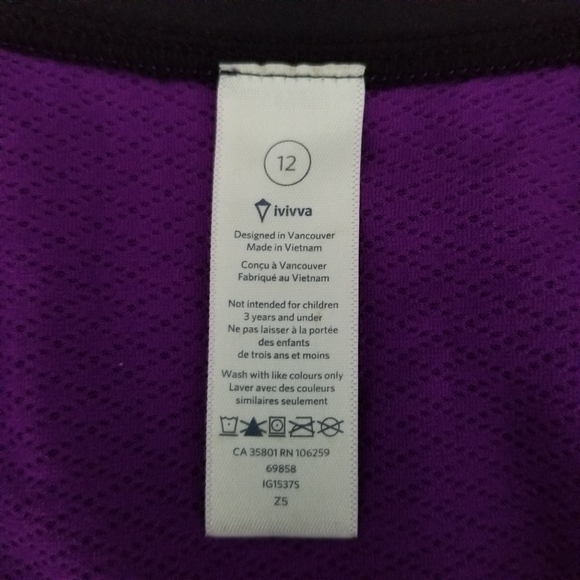 12
ivivva
Designed in Vancouver
Made in Vietnam
Conçu à Vancouver
Fabriqué au Vietnam
Not intended for children
3 years and under
Ne pas laisser à la portée
des enfants
de trois ans et moins
Wash with like colours only
Laver avec des couleurs
similaires seulement
CA 35801 RN 106259
69858
IG1537S
Z5